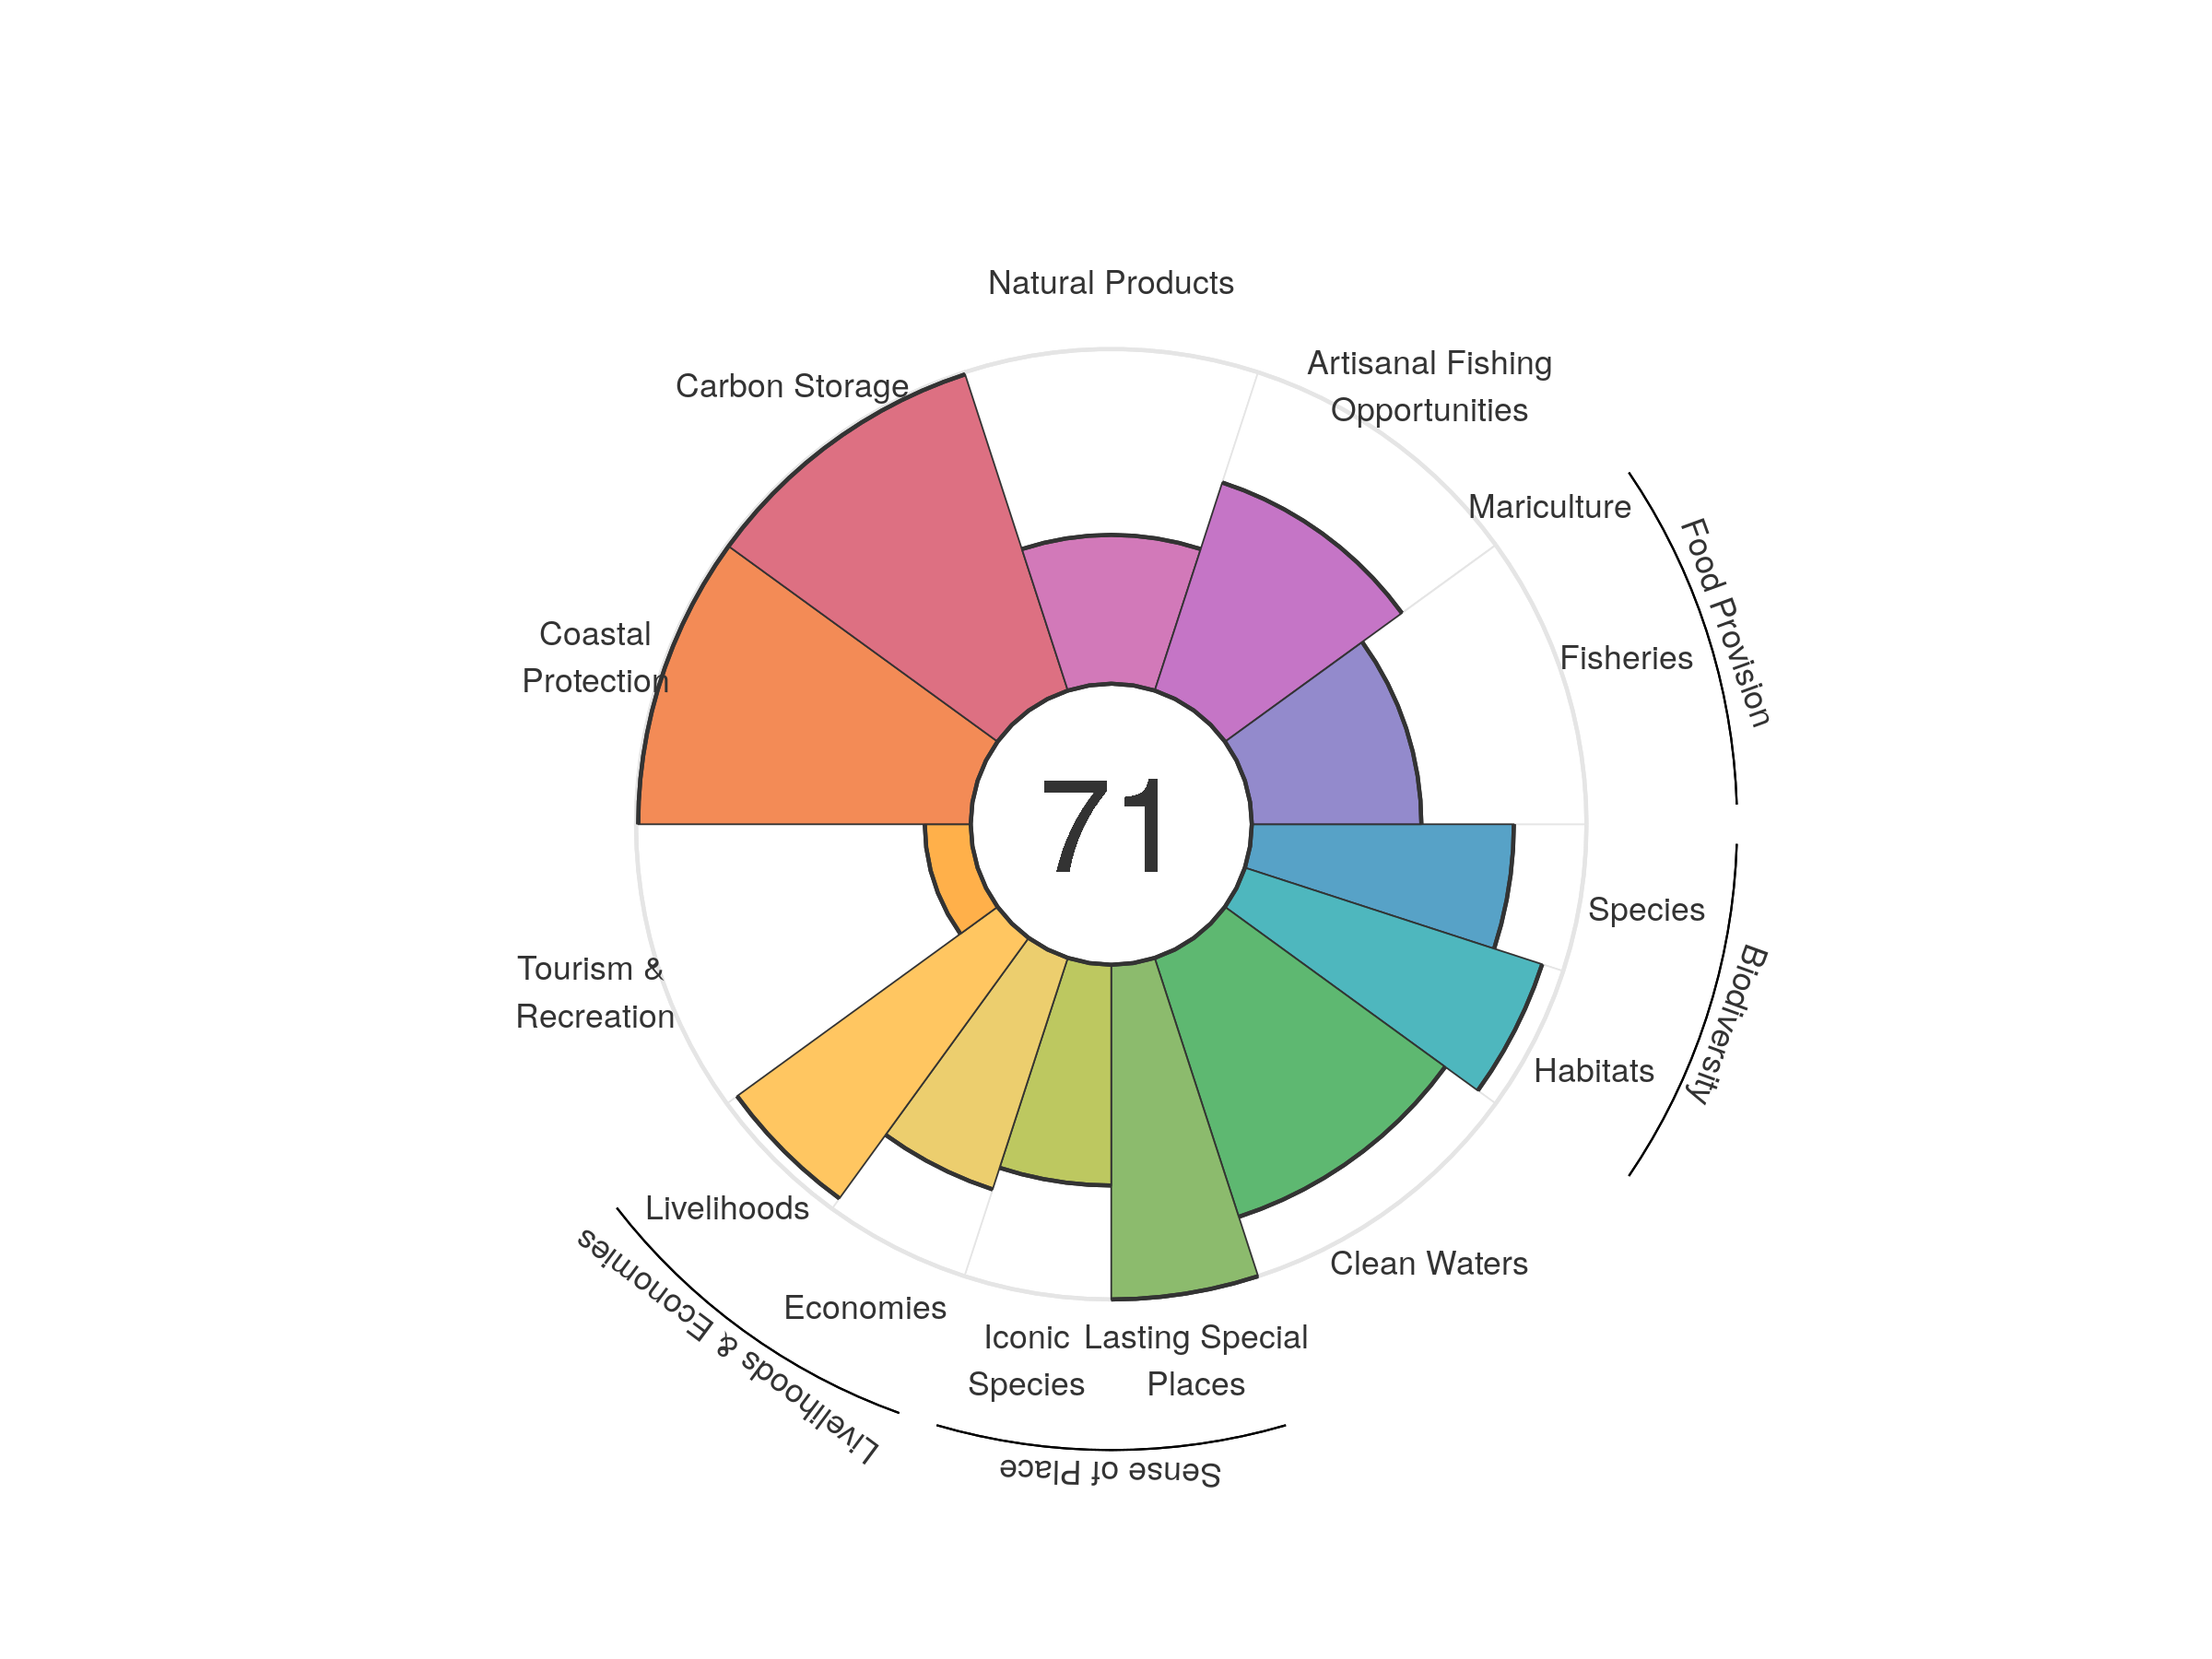 Natural Products
Artisanal Fishing
Opportunities
Carbon Storage
Mariculture
Food Provision
Fisheries
Coastal
Protection
71
Species
Biodiversity
Tourism &
Recreation
Habitats
Livelihoods
Clean Waters
Livelihoods & Economies
Economies
Iconic
Species
Lasting Special
Places
Sense of Place